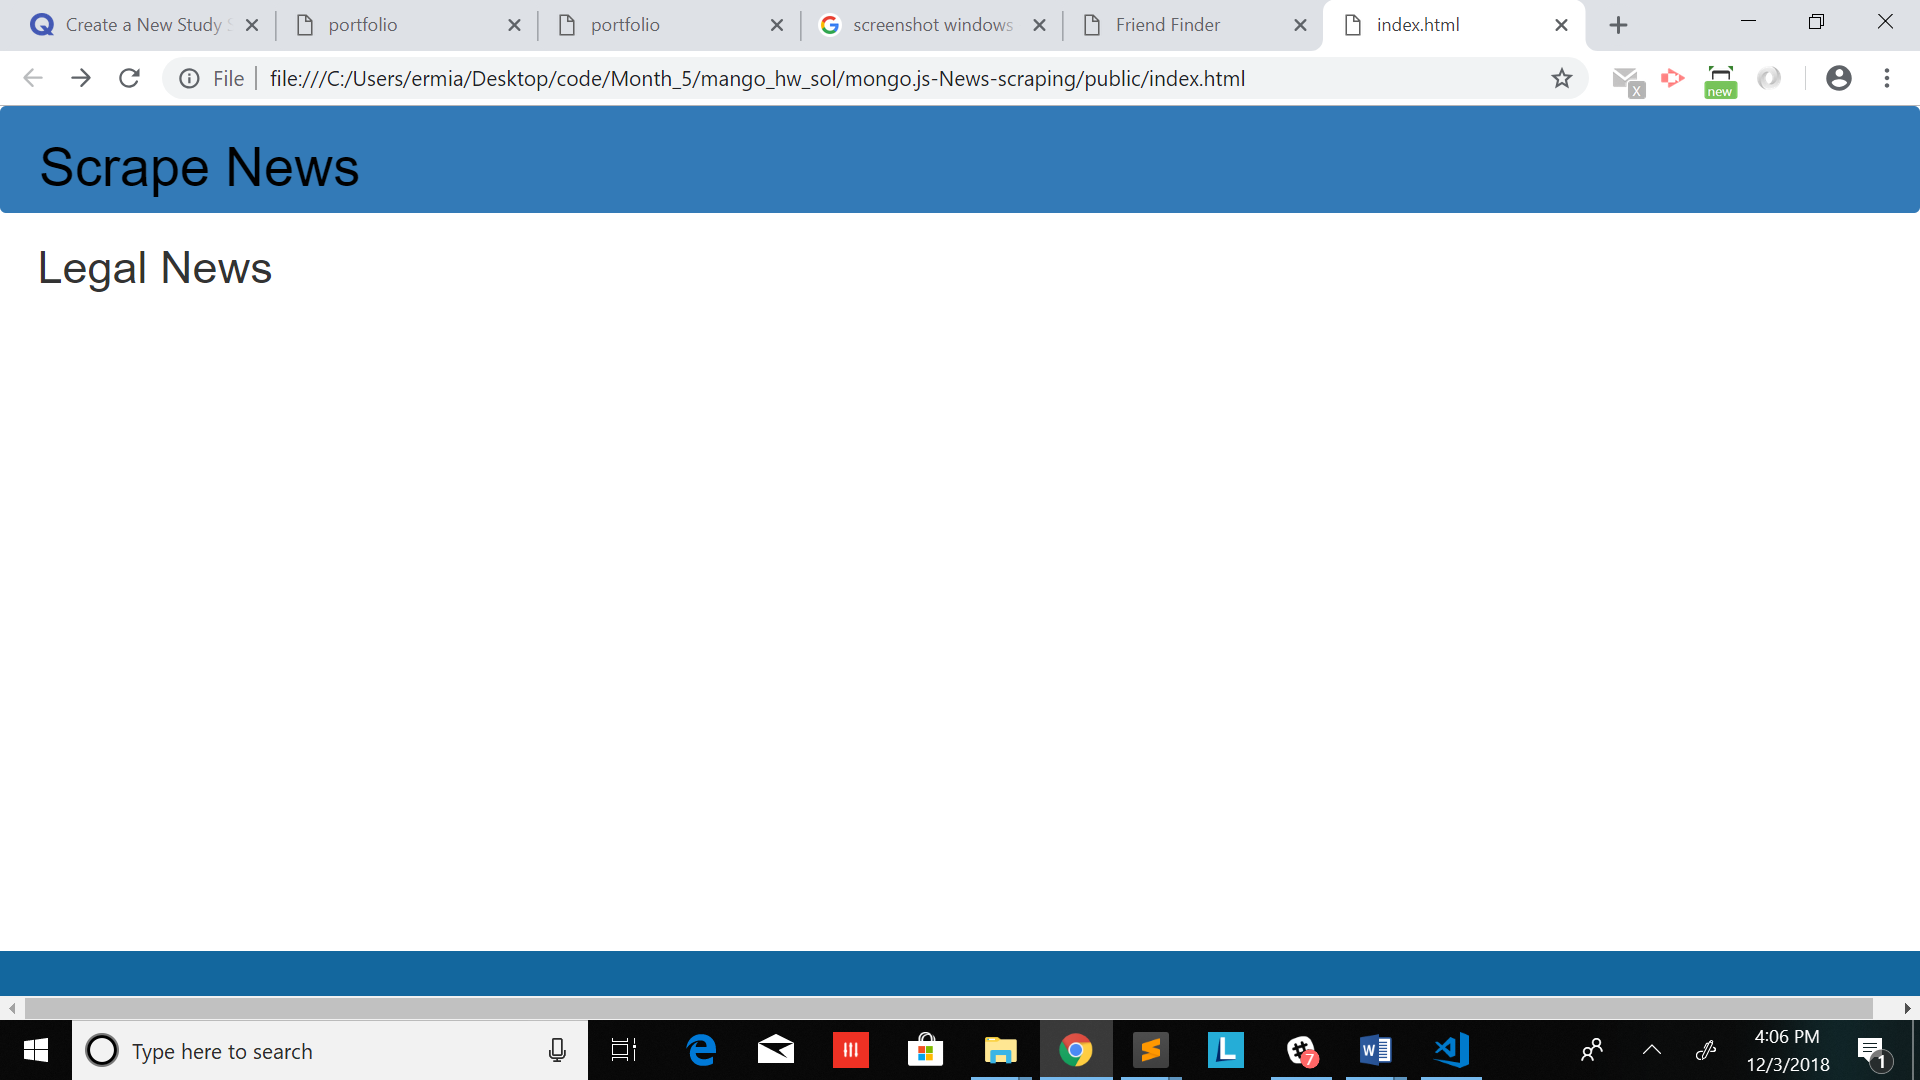 Create a New Study S
portfolio
portfolio
screenshot windows
Friend Finder
index.html
File
file:///C:/Users/ermia/Desktop/code/Month_5/mango_hw_sol/mongo.js-News-scraping/public/index.html
X
new
Scrape News
Legal News
Type here to search
7
4:06 PM
12/3/2018
1